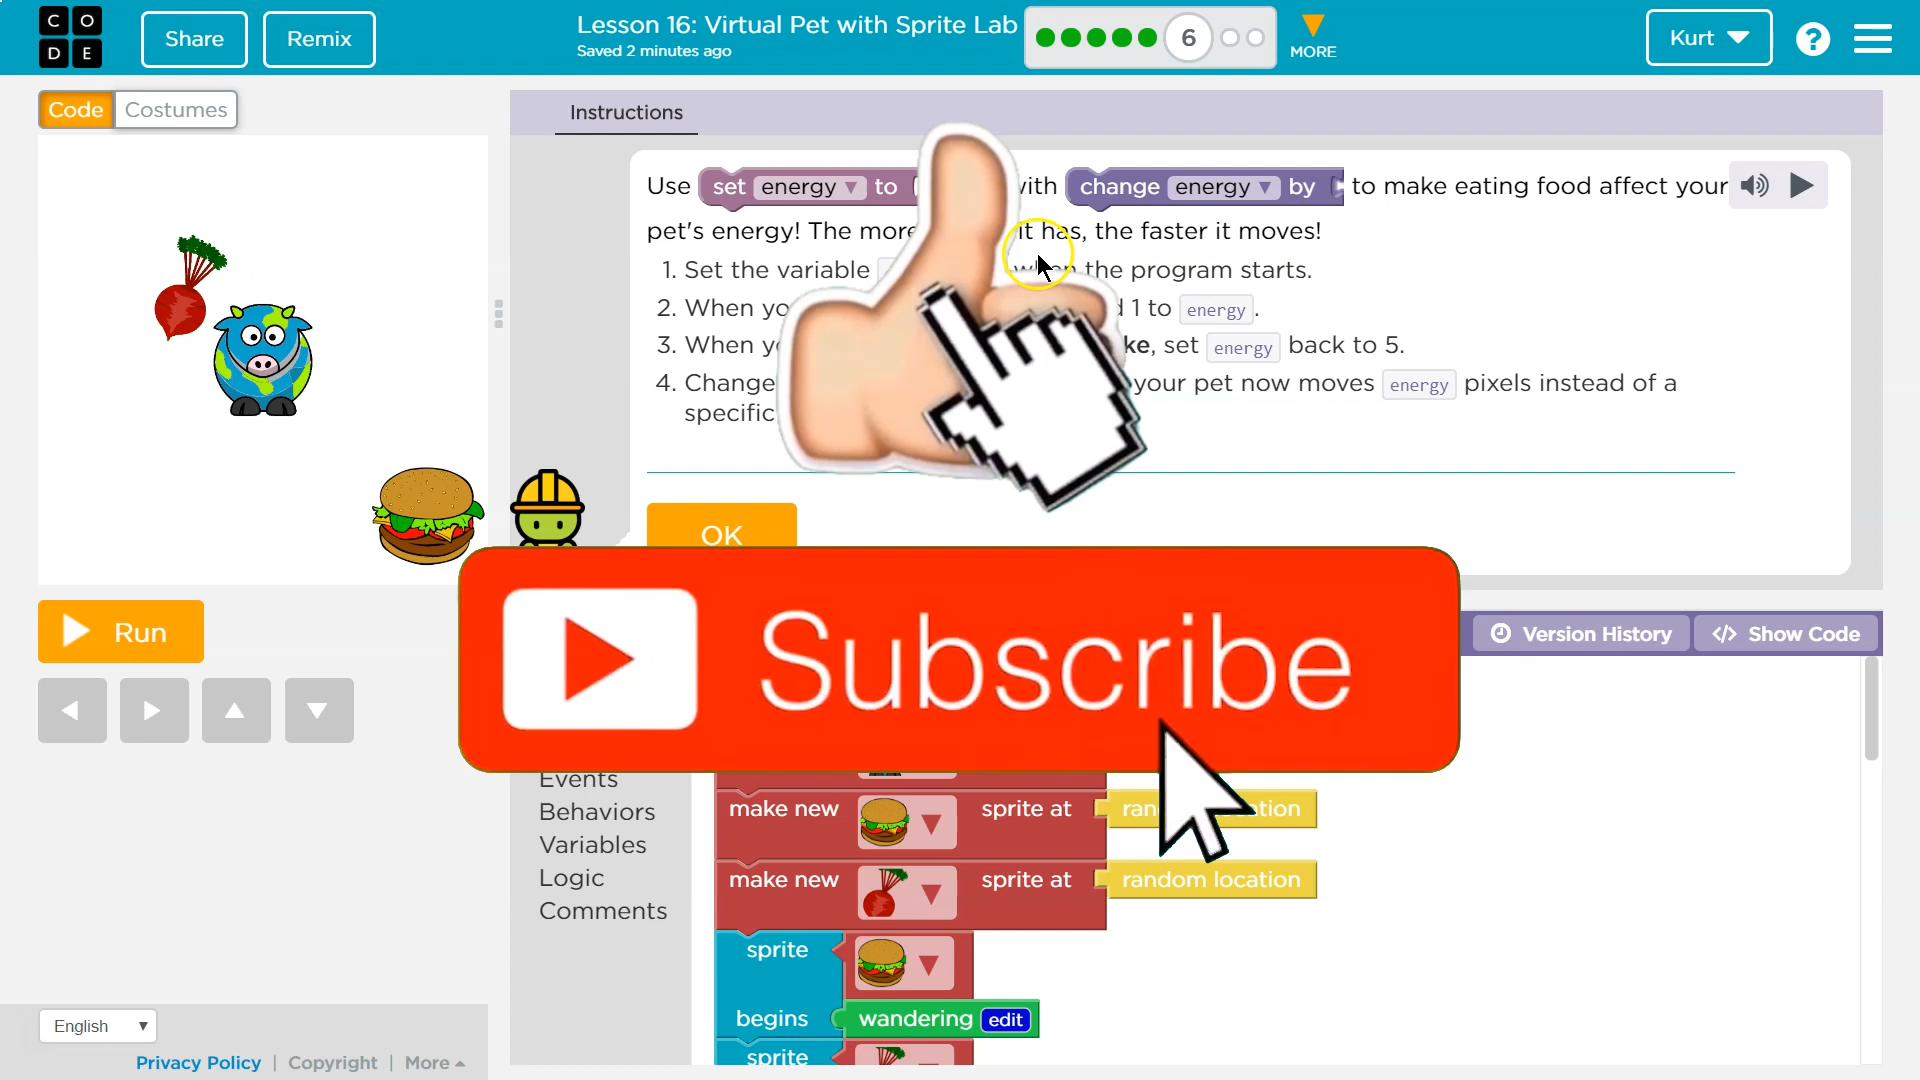 CODE
Share
Remix
Lesson 16: Virtual Pet with Sprite Lab
Saved 2 minutes ago
6
MORE
Kurt
?
Code
Costumes
Instructions
Use set energy to with change energy by to make eating food affect your
pet's energy! The more it has, the faster it moves!
1. Set the variable when the program starts.
2. When 1 to energy.
3. When set energy back to 5.
4. Change your pet now moves energy pixels instead of a
specific
OK
Run
Subscribe
Version History
Show Code
Events
Behaviors
Variables
Logic
Comments
make new sprite at
make new sprite at random location
sprite
begins wandering edit
sprite
English
Privacy Policy | Copyright | More